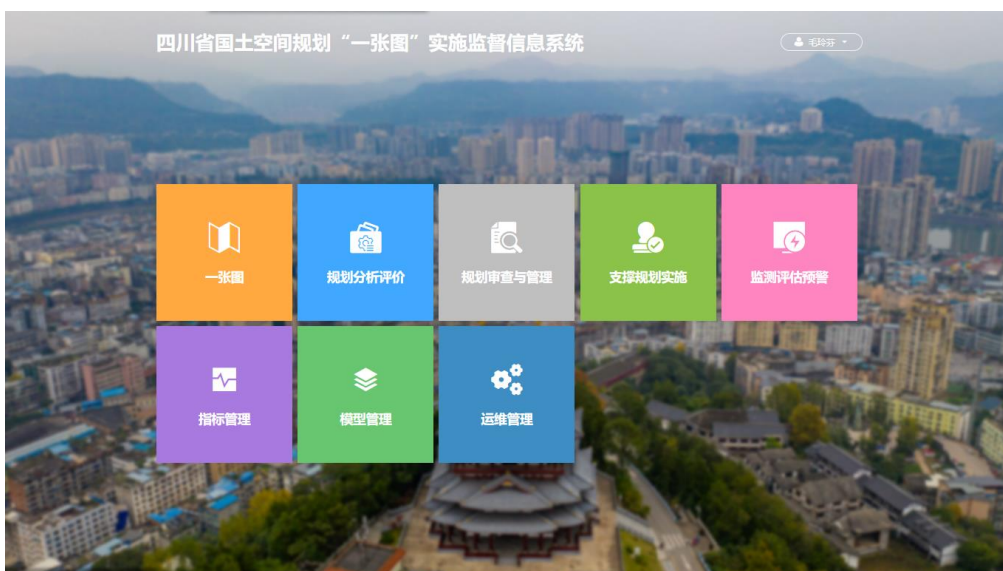 四川省国土空间规划“一张图”实施监督信息系统
毛玲芬
一张图
规划分析评价
规划审查与管理
支撑规划实施
监测评估预警
指标管理
模型管理
运维管理